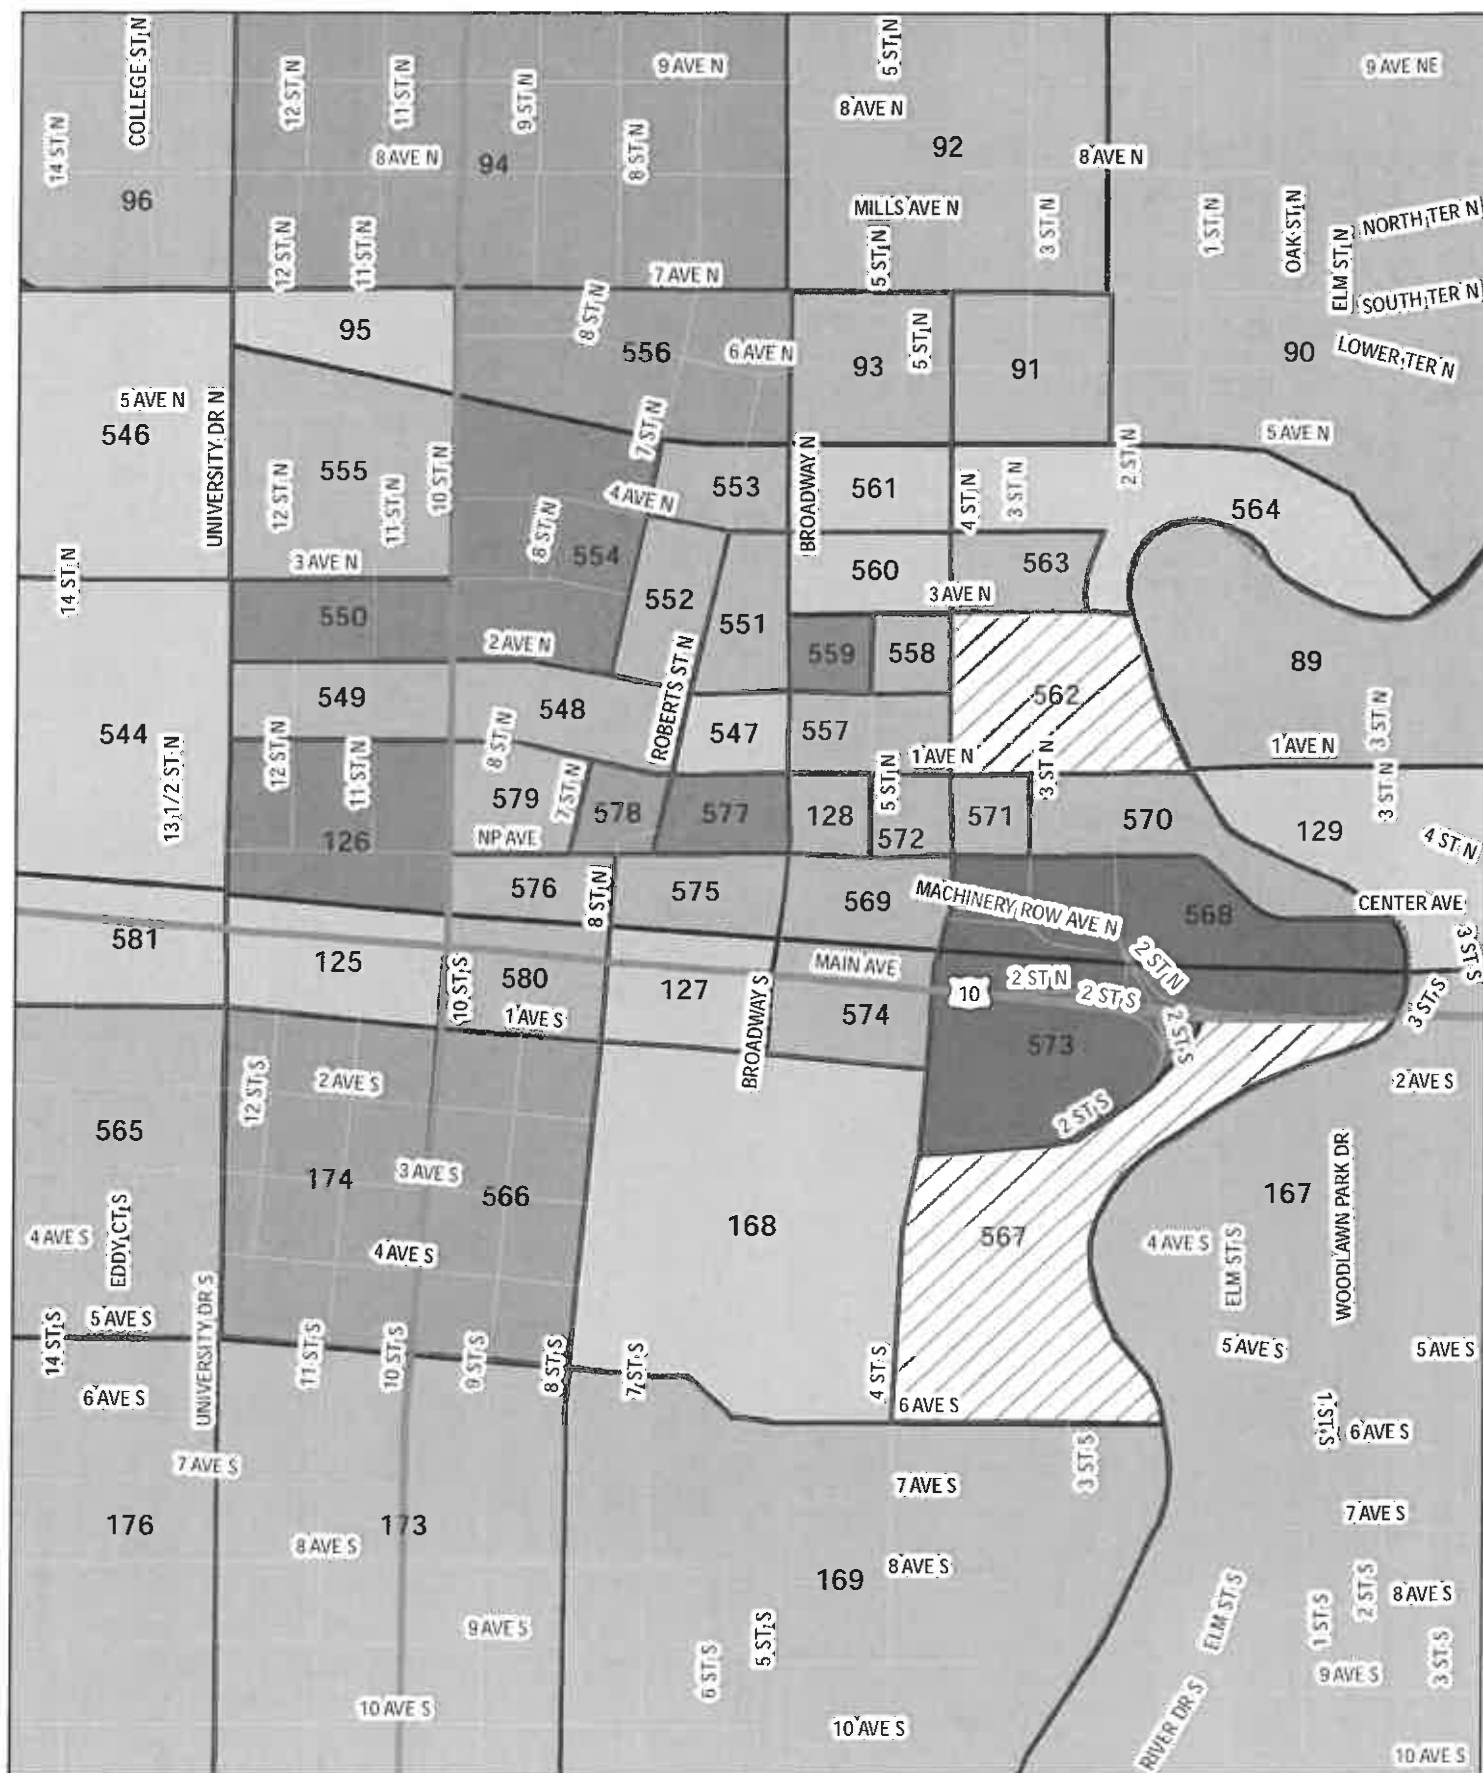 COLLEGE ST N
5 ST N
9 AVE N
9 AVE NE
12 ST N
11 ST N
9 ST N
8 AVE N
14 ST N
8 ST N
92
8 AVE N
94
8 AVE N
96
MILLS AVE N
NORTH TER N
12 ST N
11 ST N
5 ST N
3 ST N
1 ST N
OAK ST N
ELM ST N
7 AVE N
SOUTH TER N
8 ST N
95
556
6 AVE N
93
5 ST N
91
90
LOWER TER N
5 AVE N
546
UNIVERSITY DR N
7 ST N
5 AVE N
555
12 ST N
11 ST N
10 ST N
4 AVE N
553
BROADWAY N
561
4 ST N
3 ST N
2 ST N
564
8 ST N
554
3 AVE N
14 ST N
560
563
3 AVE N
550
552
551
559
558
2 AVE N
ROBERTS ST N
562
89
549
548
544
13 1/2 ST N
12 ST N
11 ST N
8 ST N
547
557
1 AVE N
3 ST N
1 AVE N
3 ST N
579
7 ST N
578
577
128
5 ST N
572
571
570
129
3 ST N
4 ST N
126
NP AVE
576
8 ST N
575
569
MACHINERY ROW AVE N
568
CENTER AVE
581
125
10 ST S
580
127
MAIN AVE
10
2 ST N
2 ST S
2 ST N
3 ST S
3 ST S
1 AVE S
BROADWAY S
574
573
2 ST S
12 ST S
2 AVE S
2 AVE S
565
2 ST S
174
3 AVE S
566
168
567
167
WOODLAWN PARK DR
4 AVE S
EDDY CT S
4 AVE S
4 AVE S
ELM ST S
UNIVERSITY DR S
5 AVE S
14 ST S
11 ST S
10 ST S
9 ST S
8 ST S
7 ST S
4 ST S
5 AVE S
5 AVE S
6 AVE S
6 AVE S
1 ST S
6 AVE S
7 AVE S
3 ST S
7 AVE S
7 AVE S
176
173
8 AVE S
169
8 AVE S
ELM ST S
1 ST S
2 ST S
8 AVE S
9 AVE S
5 ST S
6 ST S
9 AVE S
3 ST S
10 AVE S
10 AVE S
RIVER DR S
10 AVE S